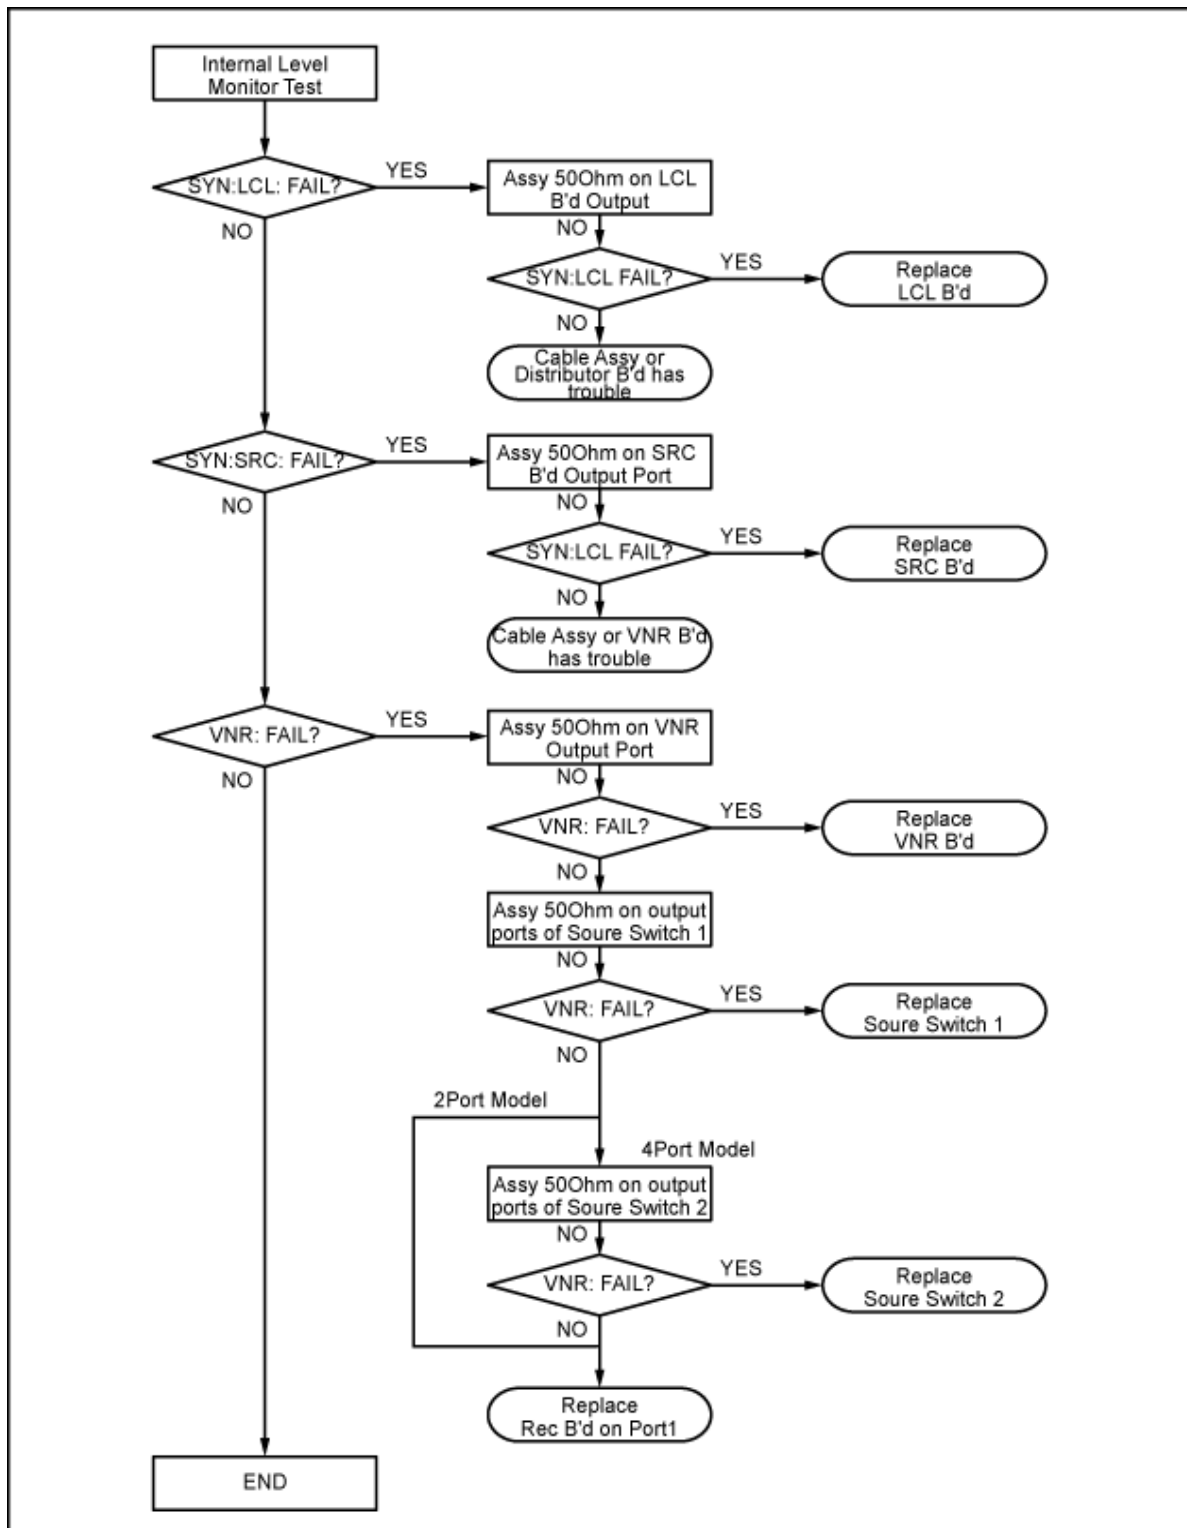 Internal Level
Monitor Test
SYN:LCL: FAIL?
YES
NO
Assy 50Ohm on LCL
B'd Output
NO
SYN:LCL FAIL?
YES
Replace
LCL B'd
NO
Cable Assy or
Distributor B'd has
trouble
SYN:SRC: FAIL?
YES
NO
Assy 50Ohm on SRC
B'd Output Port
NO
SYN:LCL FAIL?
YES
Replace
SRC B'd
NO
Cable Assy or VNR B'd
has trouble
VNR: FAIL?
YES
NO
Assy 50Ohm on VNR
Output Port
NO
VNR: FAIL?
YES
Replace
VNR B'd
NO
Assy 50Ohm on output
ports of Soure Switch 1
NO
VNR: FAIL?
YES
Replace
Soure Switch 1
NO
2Port Model
4Port Model
Assy 50Ohm on output
ports of Soure Switch 2
NO
VNR: FAIL?
YES
Replace
Soure Switch 2
NO
Replace
Rec B'd on Port1
END